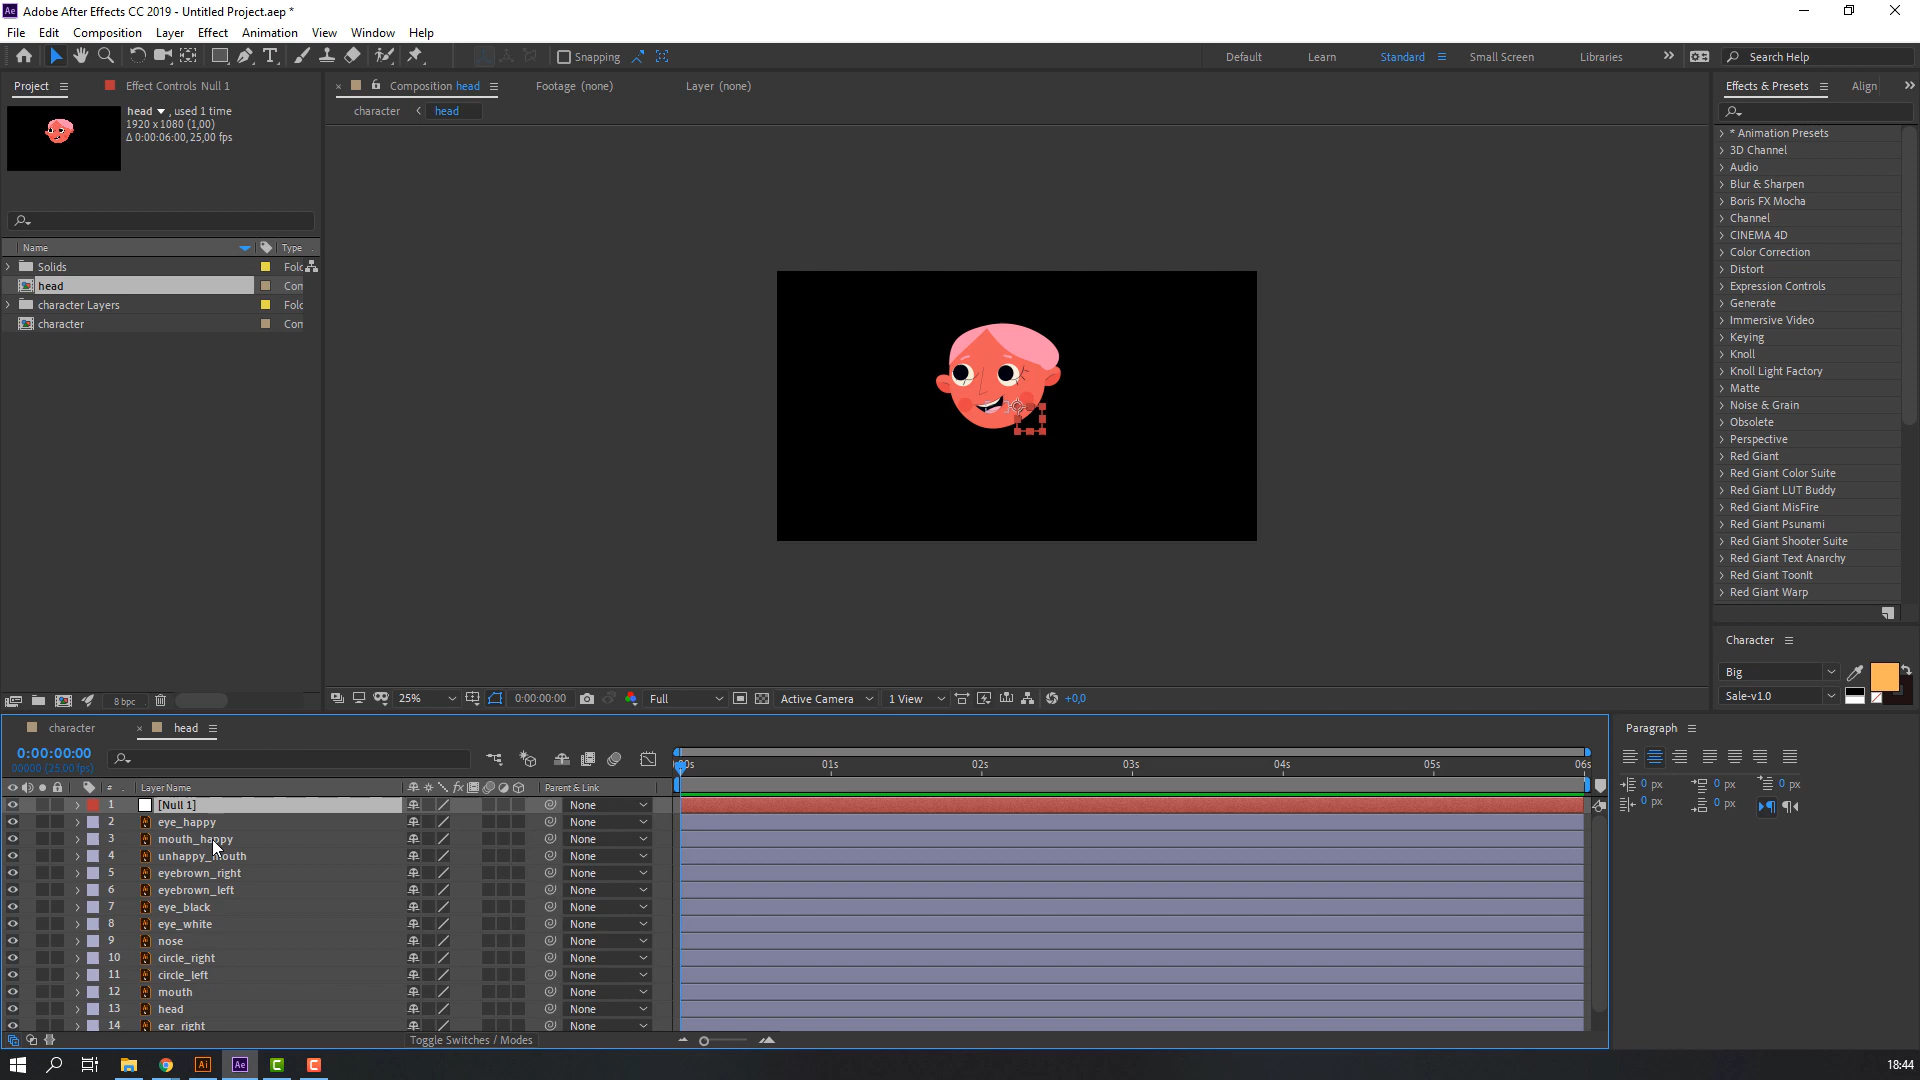 Adobe After Effects CC 2019 - Untitled Project.aep *
File Edit Composition Layer Effect Animation View Window Help
Snapping
Default Learn Standard Small Screen Libraries Search Help
Project Effect Controls Null 1
head , used 1 time
1920 x 1080 (1,00)
Δ 0:00:06:00, 25,00 fps
Name Type
Solids Folc
head Con
character Layers Folc
character Con
8 bpc
Composition head Footage (none) Layer (none)
character head
25% 0:00:00:00 Full Active Camera 1 View +0,0
Effects & Presets Align
* Animation Presets
3D Channel
Audio
Blur & Sharpen
Boris FX Mocha
Channel
CINEMA 4D
Color Correction
Distort
Expression Controls
Generate
Immersive Video
Keying
Knoll
Knoll Light Factory
Matte
Noise & Grain
Obsolete
Perspective
Red Giant
Red Giant Color Suite
Red Giant LUT Buddy
Red Giant MisFire
Red Giant Psunami
Red Giant Shooter Suite
Red Giant Text Anarchy
Red Giant ToonIt
Red Giant Warp
Character
Big
Sale-v1.0
character head
0:00:00:00
00000 (25.00 fps)
:00s 01s 02s 03s 04s 05s 06s
# Layer Name fx Parent & Link
1 [Null 1] None
2 eye_happy None
3 mouth_happy None
4 unhappy_mouth None
5 eyebrown_right None
6 eyebrown_left None
7 eye_black None
8 eye_white None
9 nose None
10 circle_right None
11 circle_left None
12 mouth None
13 head None
14 ear_right None
Toggle Switches / Modes
Paragraph
0 px 0 px 0 px
0 px 0 px
18:44